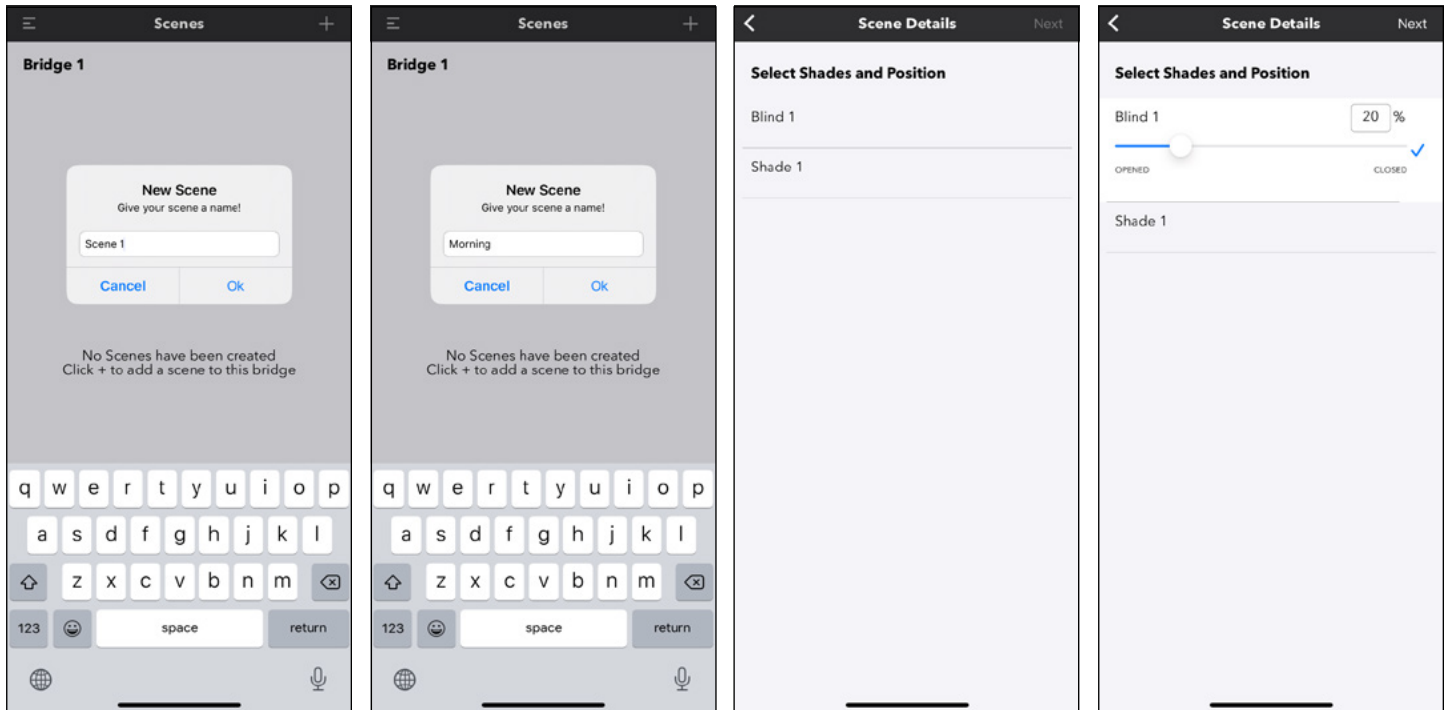 Scenes
Bridge 1
New Scene
Give your scene a name!
Scene 1
Cancel Ok
No Scenes have been created
Click + to add a scene to this bridge
q w e r t y u i o p
a s d f g h j k l
z x c v b n m
123 space return
Scenes
Bridge 1
New Scene
Give your scene a name!
Morning
Cancel Ok
No Scenes have been created
Click + to add a scene to this bridge
q w e r t y u i o p
a s d f g h j k l
z x c v b n m
123 space return
Scene Details Next
Select Shades and Position
Blind 1
Shade 1
Scene Details Next
Select Shades and Position
Blind 1 20 %
OPENED CLOSED
Shade 1